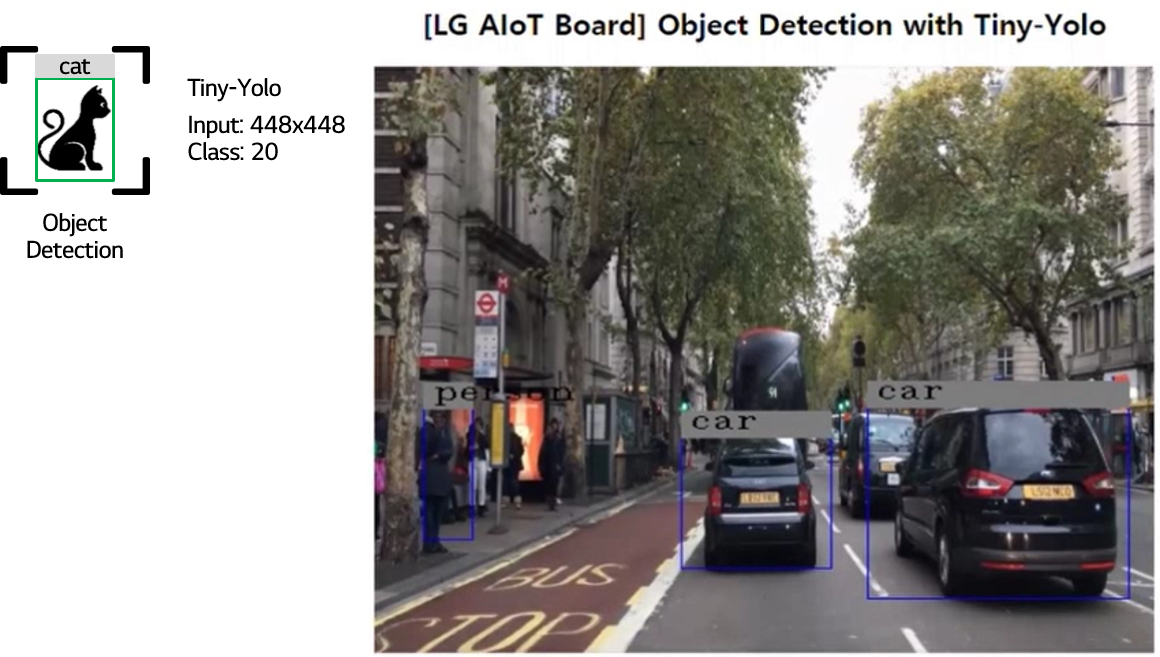 [LG AIoT Board] Object Detection with Tiny-Yolo
cat
Tiny-Yolo
Input: 448x448
Class: 20
Object
Detection
person
car
car
BUS
STOP